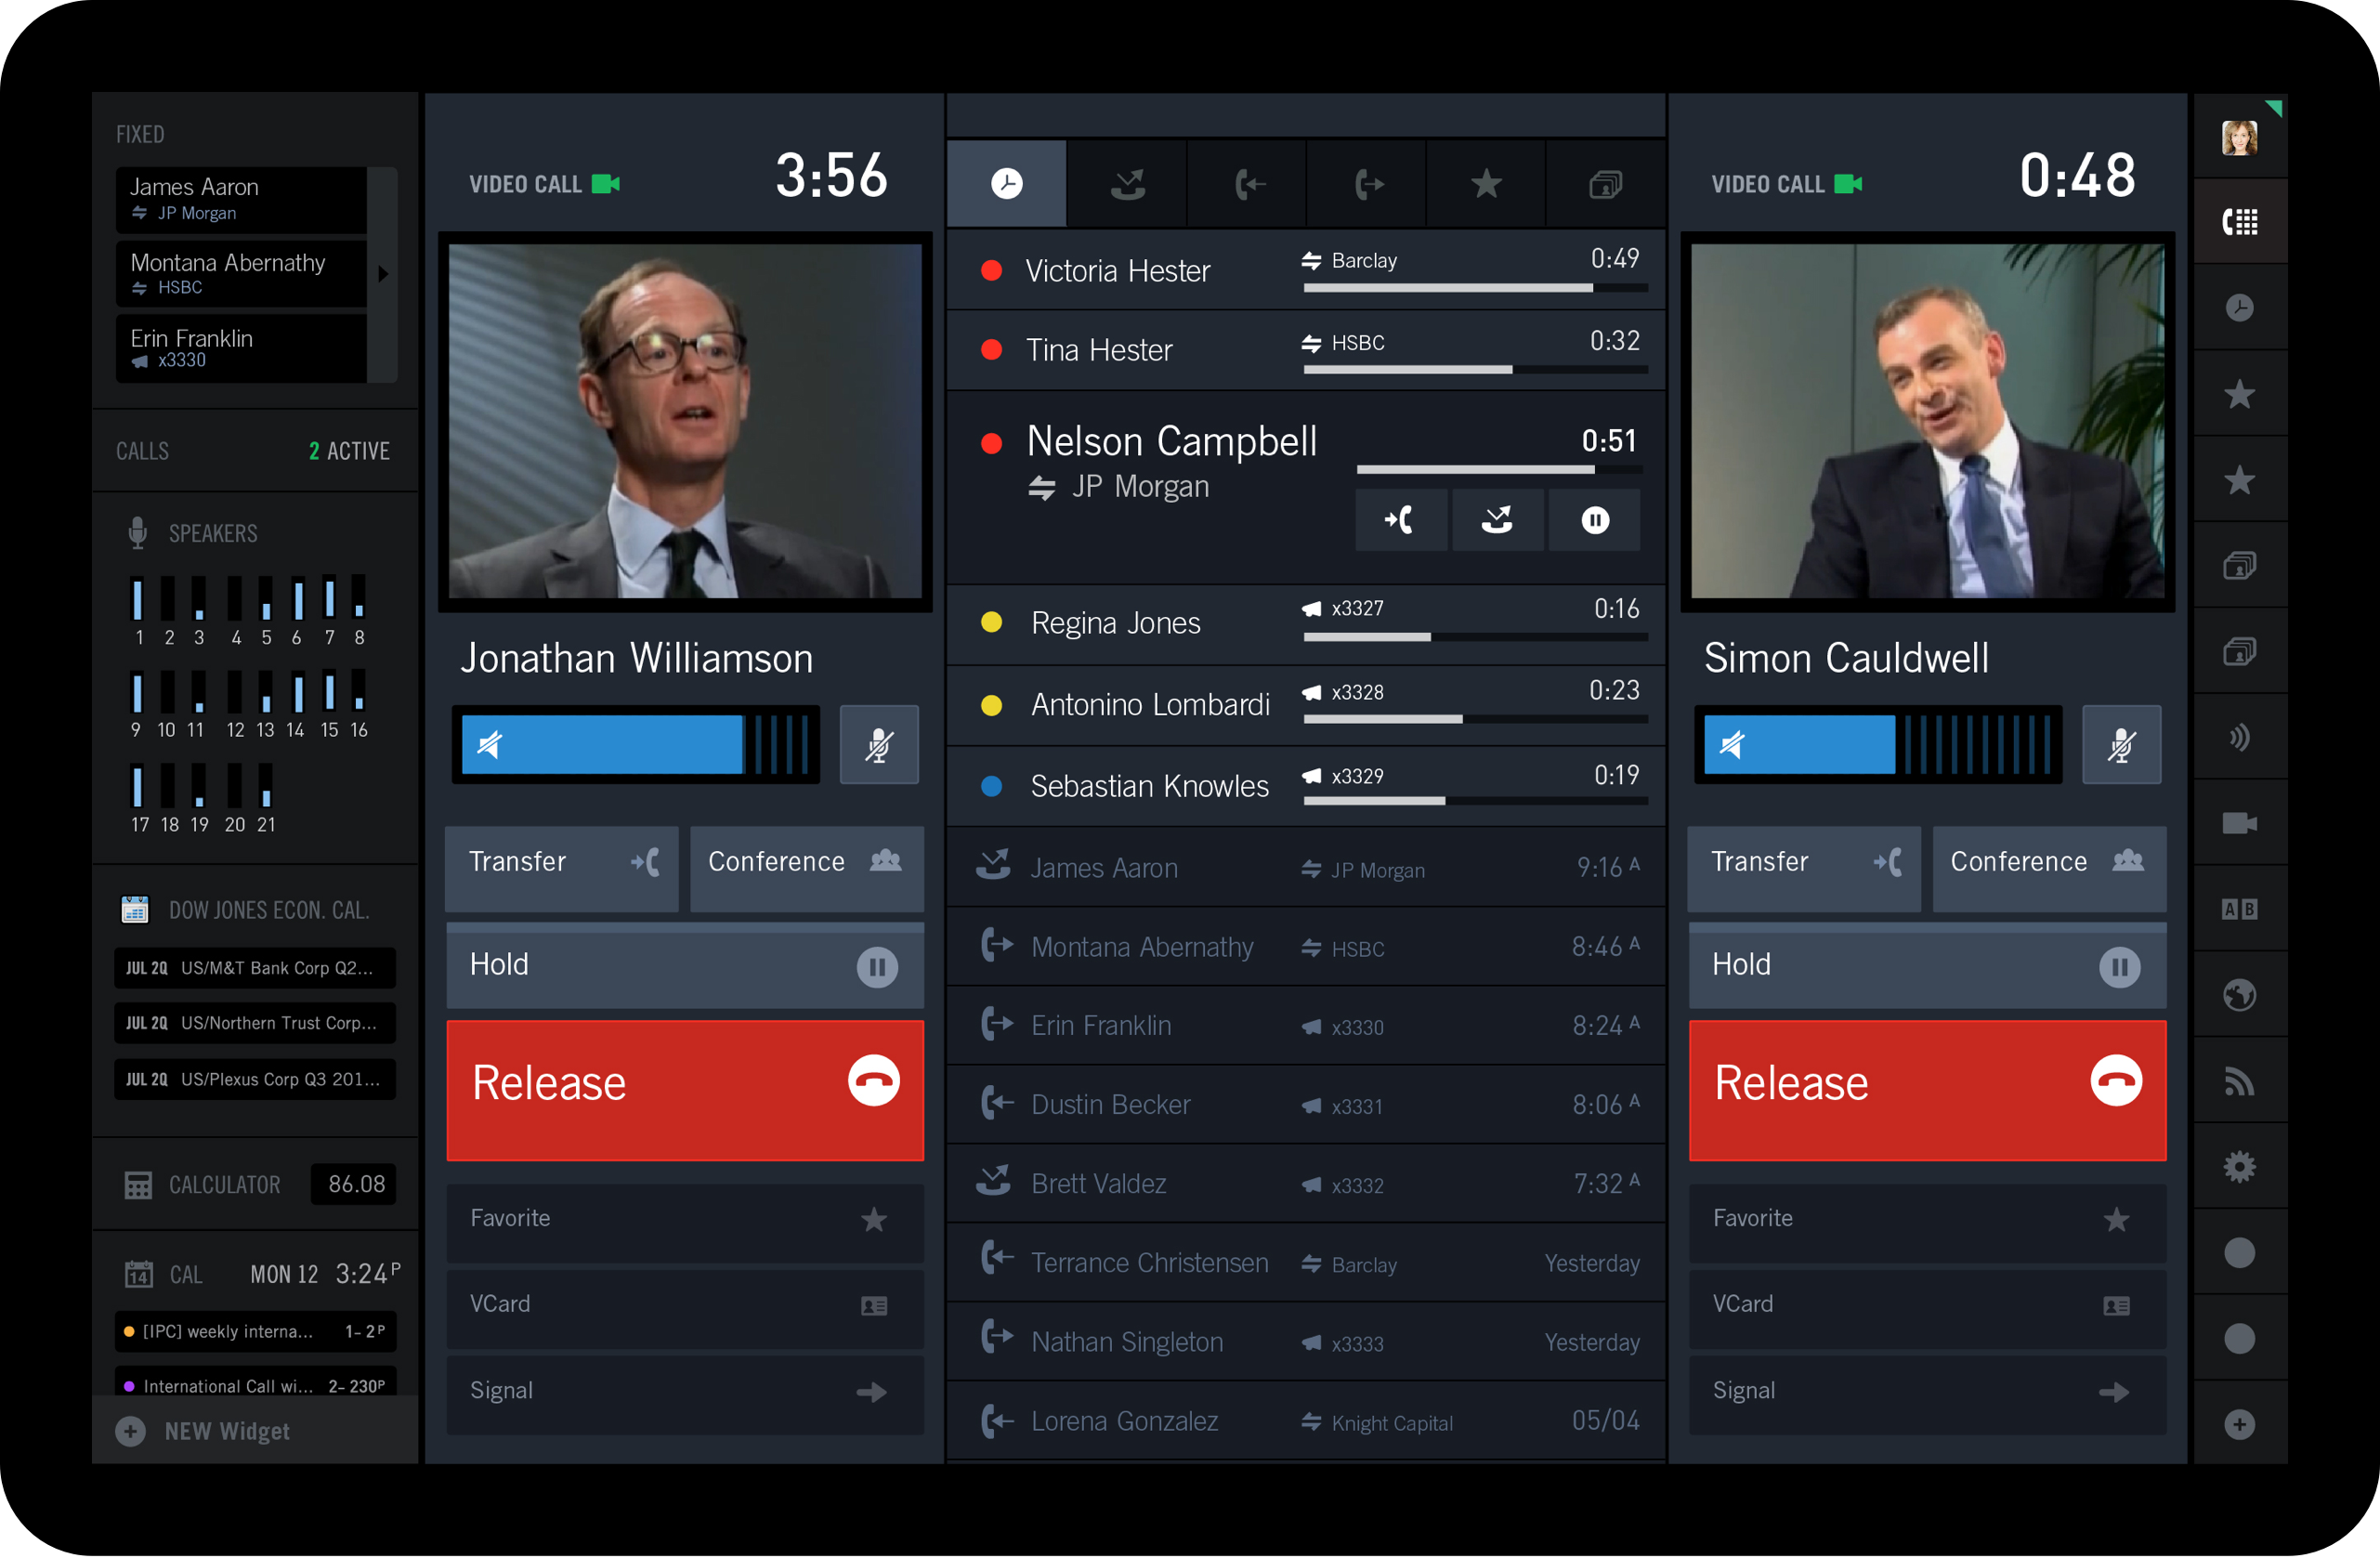 FIXED
James Aaron
JP Morgan
Montana Abernathy
HSBC
Erin Franklin
x3330
CALLS 2 ACTIVE
SPEAKERS
1 2 3 4 5 6 7 8
9 10 11 12 13 14 15 16
17 18 19 20 21
DOW JONES ECON. CAL.
JUL 2Q US/M&T Bank Corp Q2...
JUL 2Q US/Northern Trust Corp...
JUL 2Q US/Plexus Corp Q3 201...
CALCULATOR 86.08
14 CAL MON 12 3:24 P
[IPC] weekly interna... 1- 2 P
International Call wi... 2- 230P
NEW Widget
VIDEO CALL 3:56
Jonathan Williamson
Transfer Conference
Hold
Release
Favorite
VCard
Signal
Victoria Hester Barclay 0:49
Tina Hester HSBC 0:32
Nelson Campbell 0:51
JP Morgan
Regina Jones x3327 0:16
Antonino Lombardi x3328 0:23
Sebastian Knowles x3329 0:19
James Aaron JP Morgan 9:16 A
Montana Abernathy HSBC 8:46 A
Erin Franklin x3330 8:24 A
Dustin Becker x3331 8:06 A
Brett Valdez x3332 7:32 A
Terrance Christensen Barclay Yesterday
Nathan Singleton x3333 Yesterday
Lorena Gonzalez Knight Capital 05/04
VIDEO CALL 0:48
Simon Cauldwell
Transfer Conference
Hold
Release
Favorite
VCard
Signal
A B